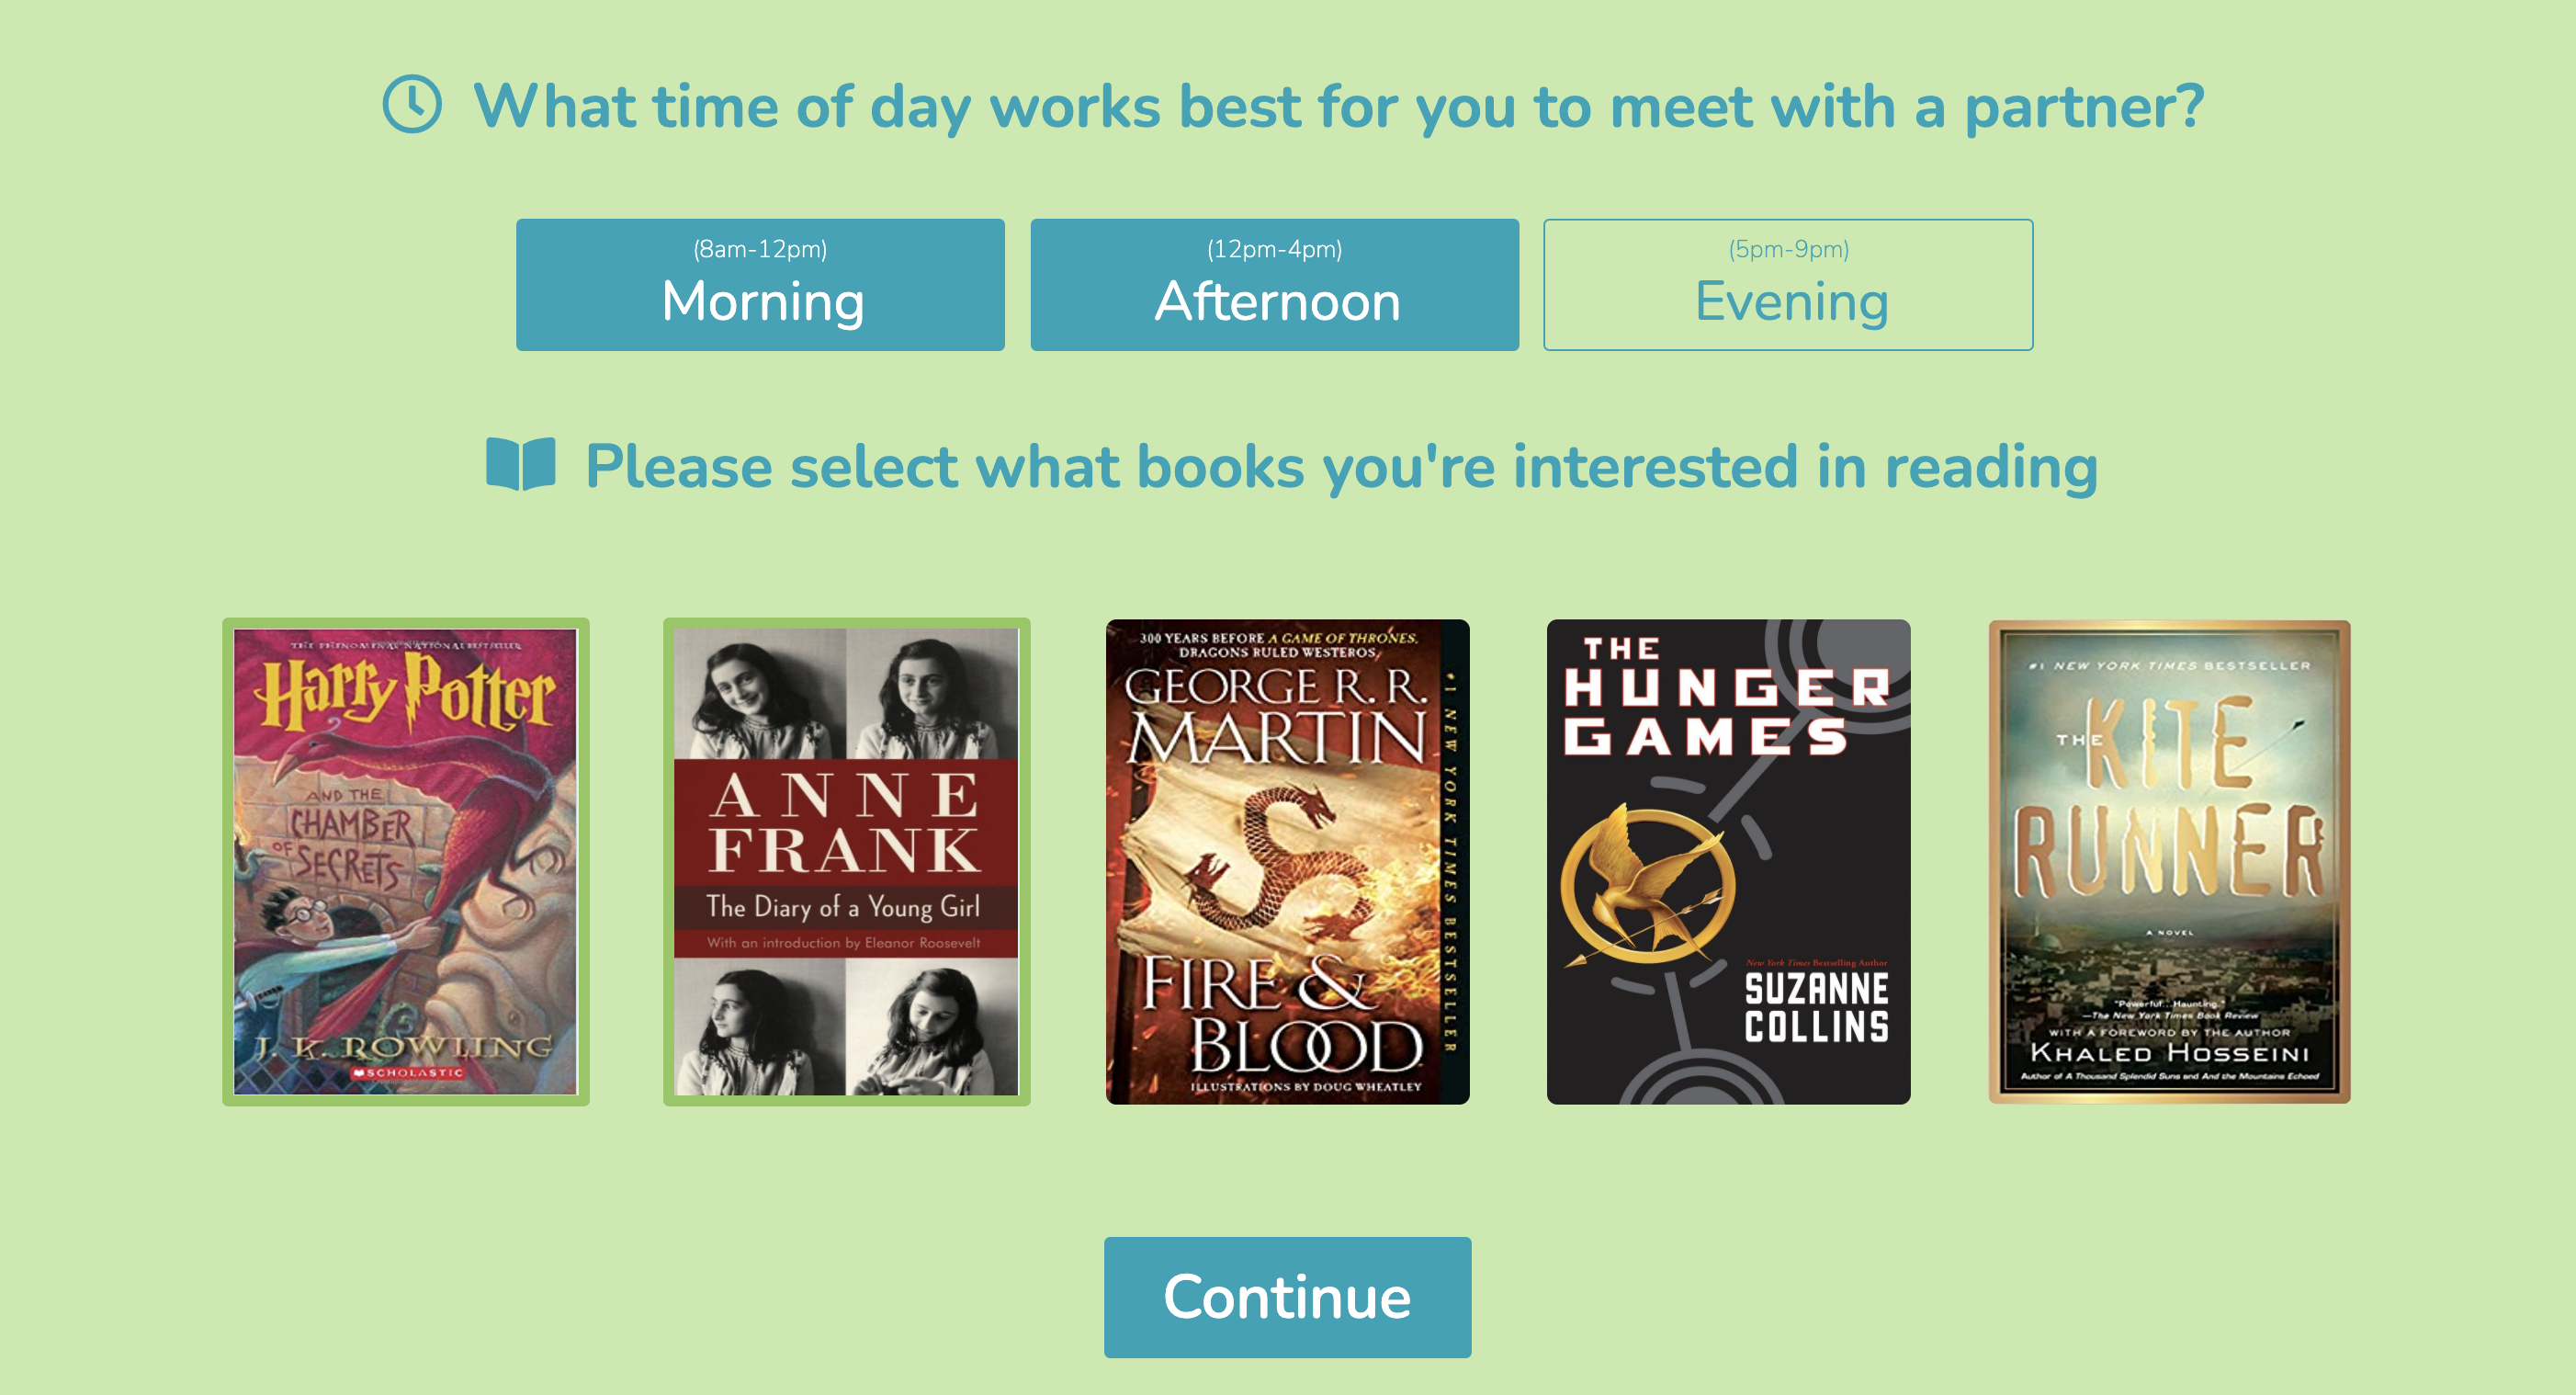 What time of day works best for you to meet with a partner?
(8am-12pm)
Morning
(12pm-4pm)
Afternoon
(5pm-9pm)
Evening
Please select what books you're interested in reading
THE PHENOMENAL NATIONAL BESTSELLER
Harry Potter
AND THE
CHAMBER
OF SECRETS
J. K. ROWLING
SCHOLASTIC
ANNE
FRANK
The Diary of a Young Girl
With an introduction by Eleanor Roosevelt
300 YEARS BEFORE A GAME OF THRONES,
DRAGONS RULED WESTEROS.
GEORGE R. R.
MARTIN
#1 NEW YORK TIMES BESTSELLER
FIRE &
BLOOD
ILLUSTRATIONS BY DOUG WHEATLEY
THE
HUNGER
GAMES
New York Times Bestselling Author
SUZANNE
COLLINS
#1 NEW YORK TIMES BESTSELLER
THE KITE
RUNNER
A NOVEL
"Powerful...Haunting."
—The New York Times Book Review
WITH A FOREWORD BY THE AUTHOR
KHALED HOSSEINI
Author of A Thousand Splendid Suns and And the Mountains Echoed
Continue